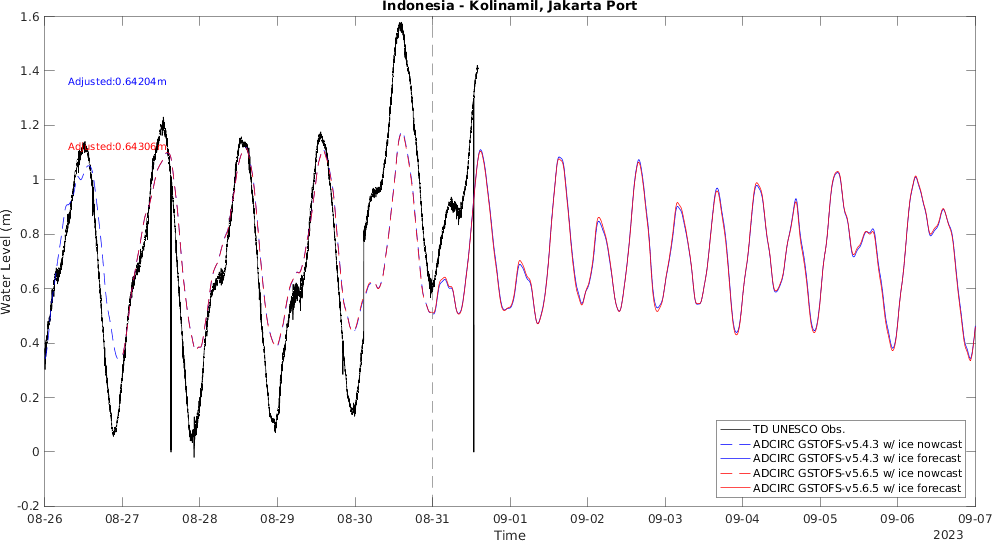 Indonesia - Kolinamil, Jakarta Port
1.6
1.4
1.2
1
0.8
0.6
0.4
0.2
0
-0.2
Water Level (m)
Adjusted:0.64204m
Adjusted:0.64306m
TD UNESCO Obs.
ADCIRC GSTOFS-v5.4.3 w/ ice nowcast
ADCIRC GSTOFS-v5.4.3 w/ ice forecast
ADCIRC GSTOFS-v5.6.5 w/ ice nowcast
ADCIRC GSTOFS-v5.6.5 w/ ice forecast
08-26 08-27 08-28 08-29 08-30 08-31 09-01 09-02 09-03 09-04 09-05 09-06 09-07
Time
2023